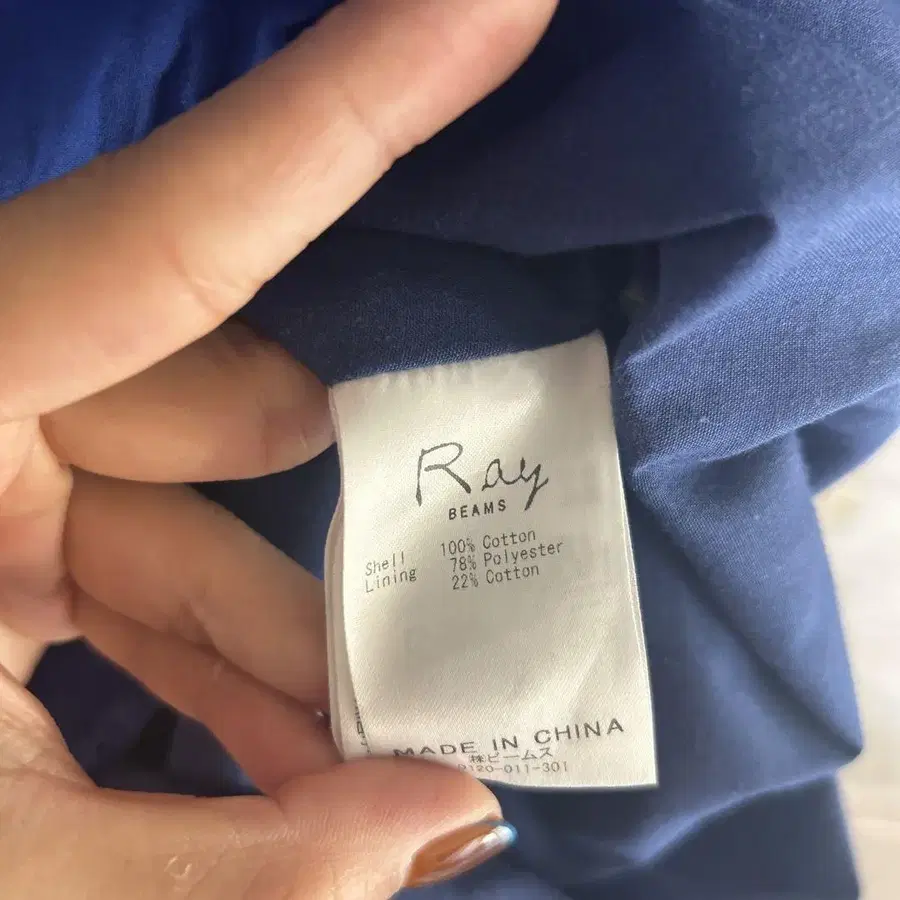 Ray
BEAMS
Shell 100% Cotton
Lining 78% Polyester
22% Cotton
MADE IN CHINA
㈱ビームス
0120-011-301